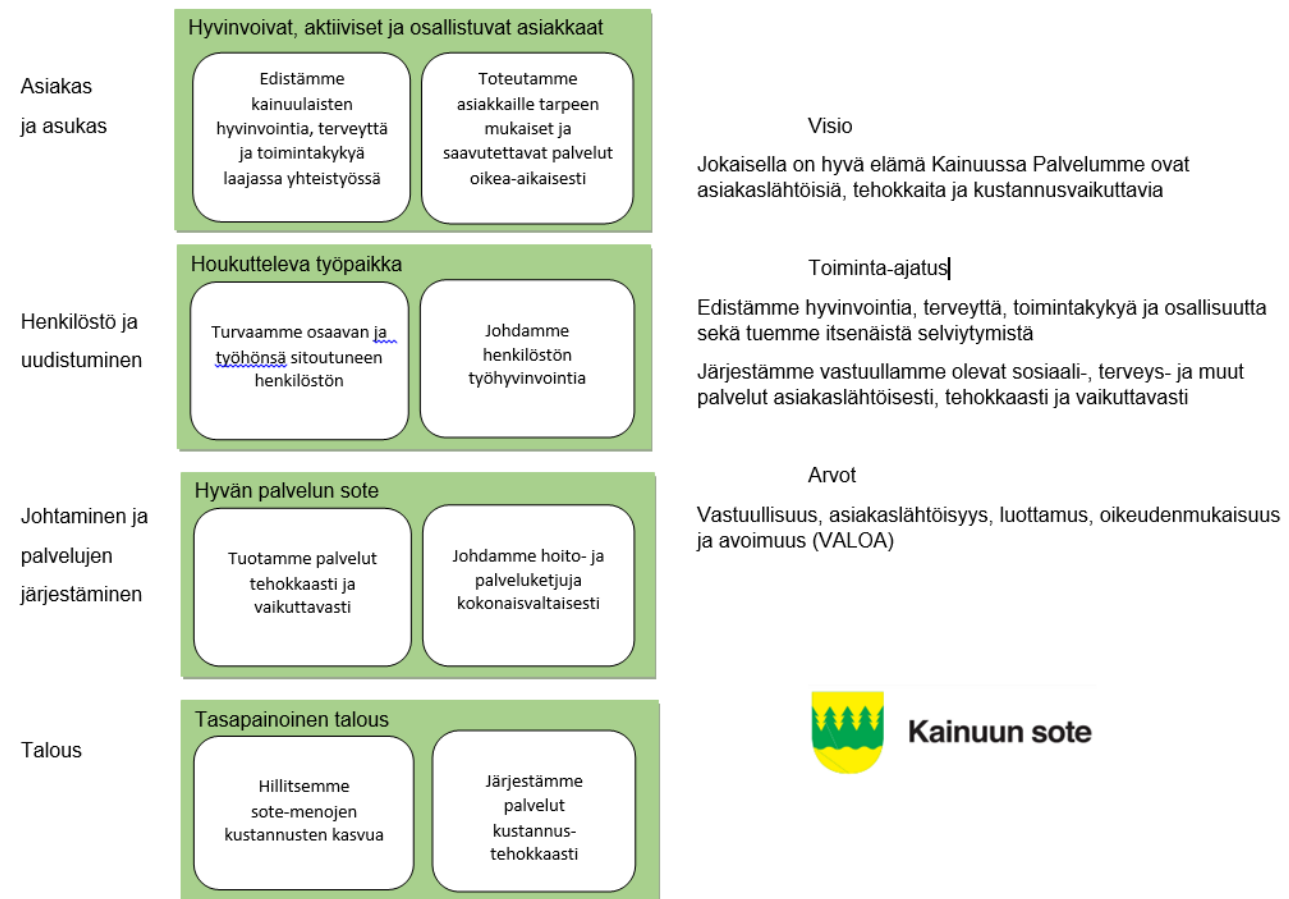 Asiakas
ja asukas
Hyvinvoivat, aktiiviset ja osallistuvat asiakkaat
Edistämme
kainuulaisten
hyvinvointia, terveyttä
ja toimintakykyä
laajassa yhteistyössä
Toteutamme
asiakkaille tarpeen
mukaiset ja
saavutettavat palvelut
oikea-aikaisesti
Henkilöstö ja
uudistuminen
Houkutteleva työpaikka
Turvaamme osaavan ja
työhönsä sitoutuneen
henkilöstön
Johdamme
henkilöstön
työhyvinvointia
Johtaminen ja
palvelujen
järjestäminen
Hyvän palvelun sote
Tuotamme palvelut
tehokkaasti ja
vaikuttavasti
Johdamme hoito- ja
palveluketjuja
kokonaisvaltaisesti
Talous
Tasapainoinen talous
Hillitsemme
sote-menojen
kustannusten kasvua
Järjestämme
palvelut
kustannus-
tehokkaasti
Visio
Jokaisella on hyvä elämä Kainuussa Palvelumme ovat
asiakaslähtöisiä, tehokkaita ja kustannusvaikuttavia
Toiminta-ajatus
Edistämme hyvinvointia, terveyttä, toimintakykyä ja osallisuutta
sekä tuemme itsenäistä selviytymistä
Järjestämme vastuullamme olevat sosiaali-, terveys- ja muut
palvelut asiakaslähtöisesti, tehokkaasti ja vaikuttavasti
Arvot
Vastuullisuus, asiakaslähtöisyys, luottamus, oikeudenmukaisuus
ja avoimuus (VALOA)
Kainuun sote